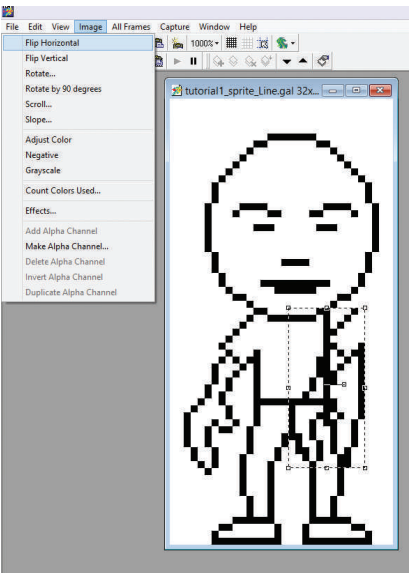 File Edit View Image All Frames Capture Window Help
1000%
Flip Horizontal
Flip Vertical
Rotate...
Rotate by 90 degrees
Scroll...
Slope...
Adjust Color
Negative
Grayscale
Count Colors Used...
Effects...
Add Alpha Channel
Make Alpha Channel...
Delete Alpha Channel
Invert Alpha Channel
Duplicate Alpha Channel
tutorial1_sprite_Line.gal 32x...